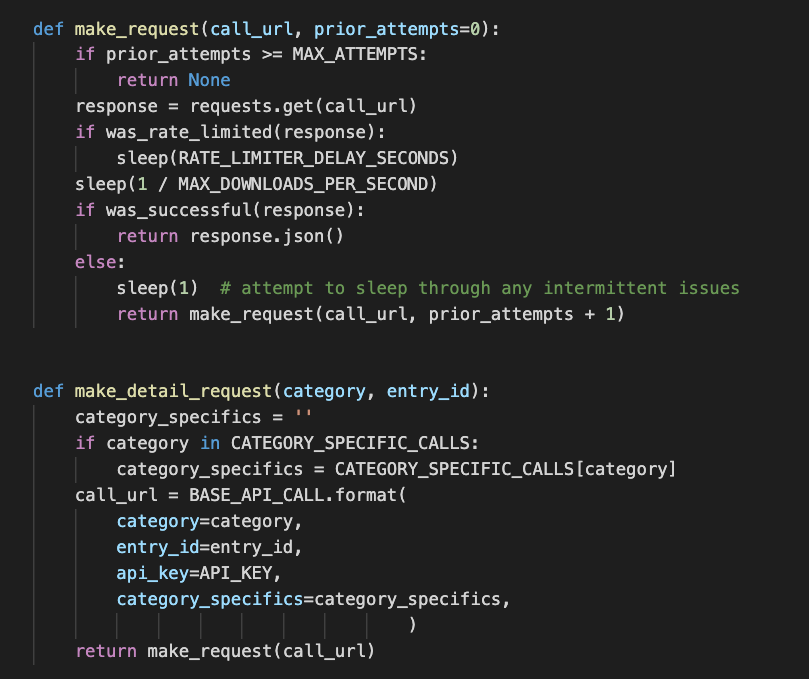 def make_request(call_url, prior_attempts=0):
    if prior_attempts >= MAX_ATTEMPTS:
        return None
    response = requests.get(call_url)
    if was_rate_limited(response):
        sleep(RATE_LIMITER_DELAY_SECONDS)
    sleep(1 / MAX_DOWNLOADS_PER_SECOND)
    if was_successful(response):
        return response.json()
    else:
        sleep(1)  # attempt to sleep through any intermittent issues
        return make_request(call_url, prior_attempts + 1)


def make_detail_request(category, entry_id):
    category_specifics = ''
    if category in CATEGORY_SPECIFIC_CALLS:
        category_specifics = CATEGORY_SPECIFIC_CALLS[category]
    call_url = BASE_API_CALL.format(
        category=category,
        entry_id=entry_id,
        api_key=API_KEY,
        category_specifics=category_specifics,
                                    )
    return make_request(call_url)